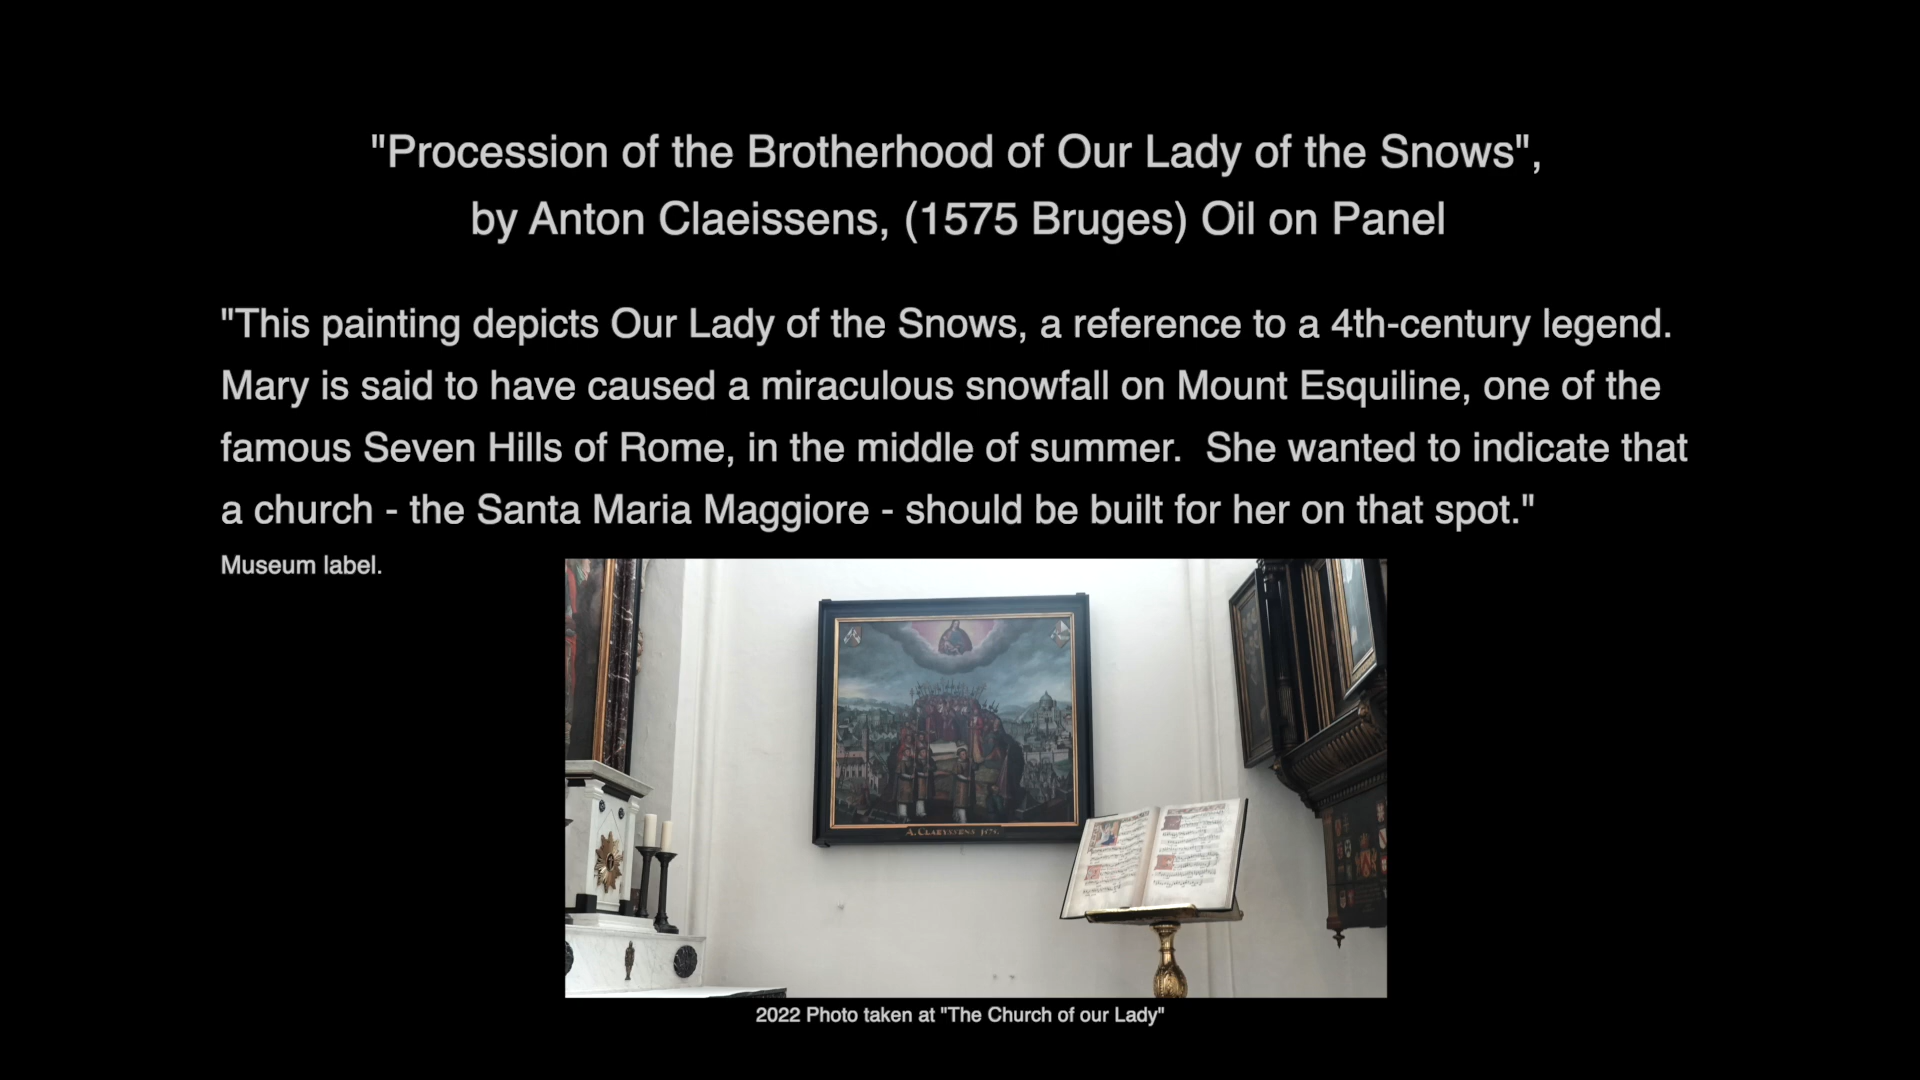 "Procession of the Brotherhood of Our Lady of the Snows",
by Anton Claeissens, (1575 Bruges) Oil on Panel
"This painting depicts Our Lady of the Snows, a reference to a 4th-century legend.
Mary is said to have caused a miraculous snowfall on Mount Esquiline, one of the
famous Seven Hills of Rome, in the middle of summer.  She wanted to indicate that
a church - the Santa Maria Maggiore - should be built for her on that spot."
Museum label.
A. CLAEYSSENS
2022 Photo taken at "The Church of our Lady"